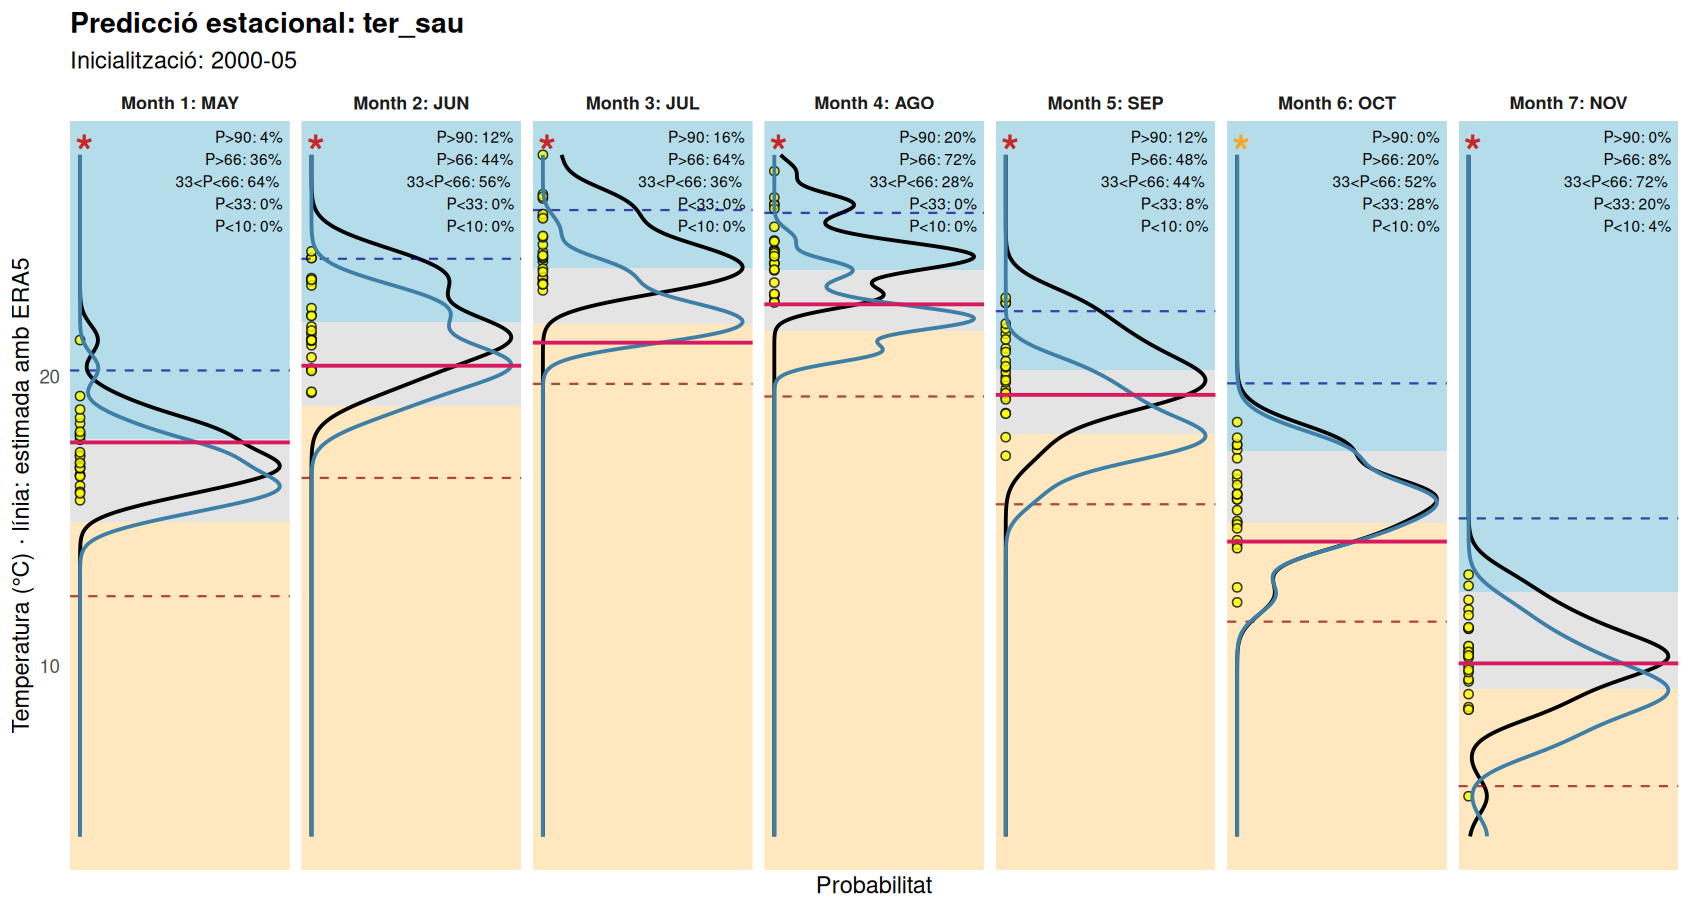 Predicció estacional: ter_sau
Inicialització: 2000-05
Month 1: MAY
Month 2: JUN
Month 3: JUL
Month 4: AGO
Month 5: SEP
Month 6: OCT
Month 7: NOV
P>90: 4%
P>66: 36%
33<P<66: 64%
P<33: 0%
P<10: 0%
P>90: 12%
P>66: 44%
33<P<66: 56%
P<33: 0%
P<10: 0%
P>90: 16%
P>66: 64%
33<P<66: 36%
P<33: 0%
P<10: 0%
P>90: 20%
P>66: 72%
33<P<66: 28%
P<33: 0%
P<10: 0%
P>90: 12%
P>66: 48%
33<P<66: 44%
P<33: 8%
P<10: 0%
P>90: 0%
P>66: 20%
33<P<66: 52%
P<33: 28%
P<10: 0%
P>90: 0%
P>66: 8%
33<P<66: 72%
P<33: 20%
P<10: 4%
Temperatura (°C) · línia: estimada amb ERA5
20
10
Probabilitat